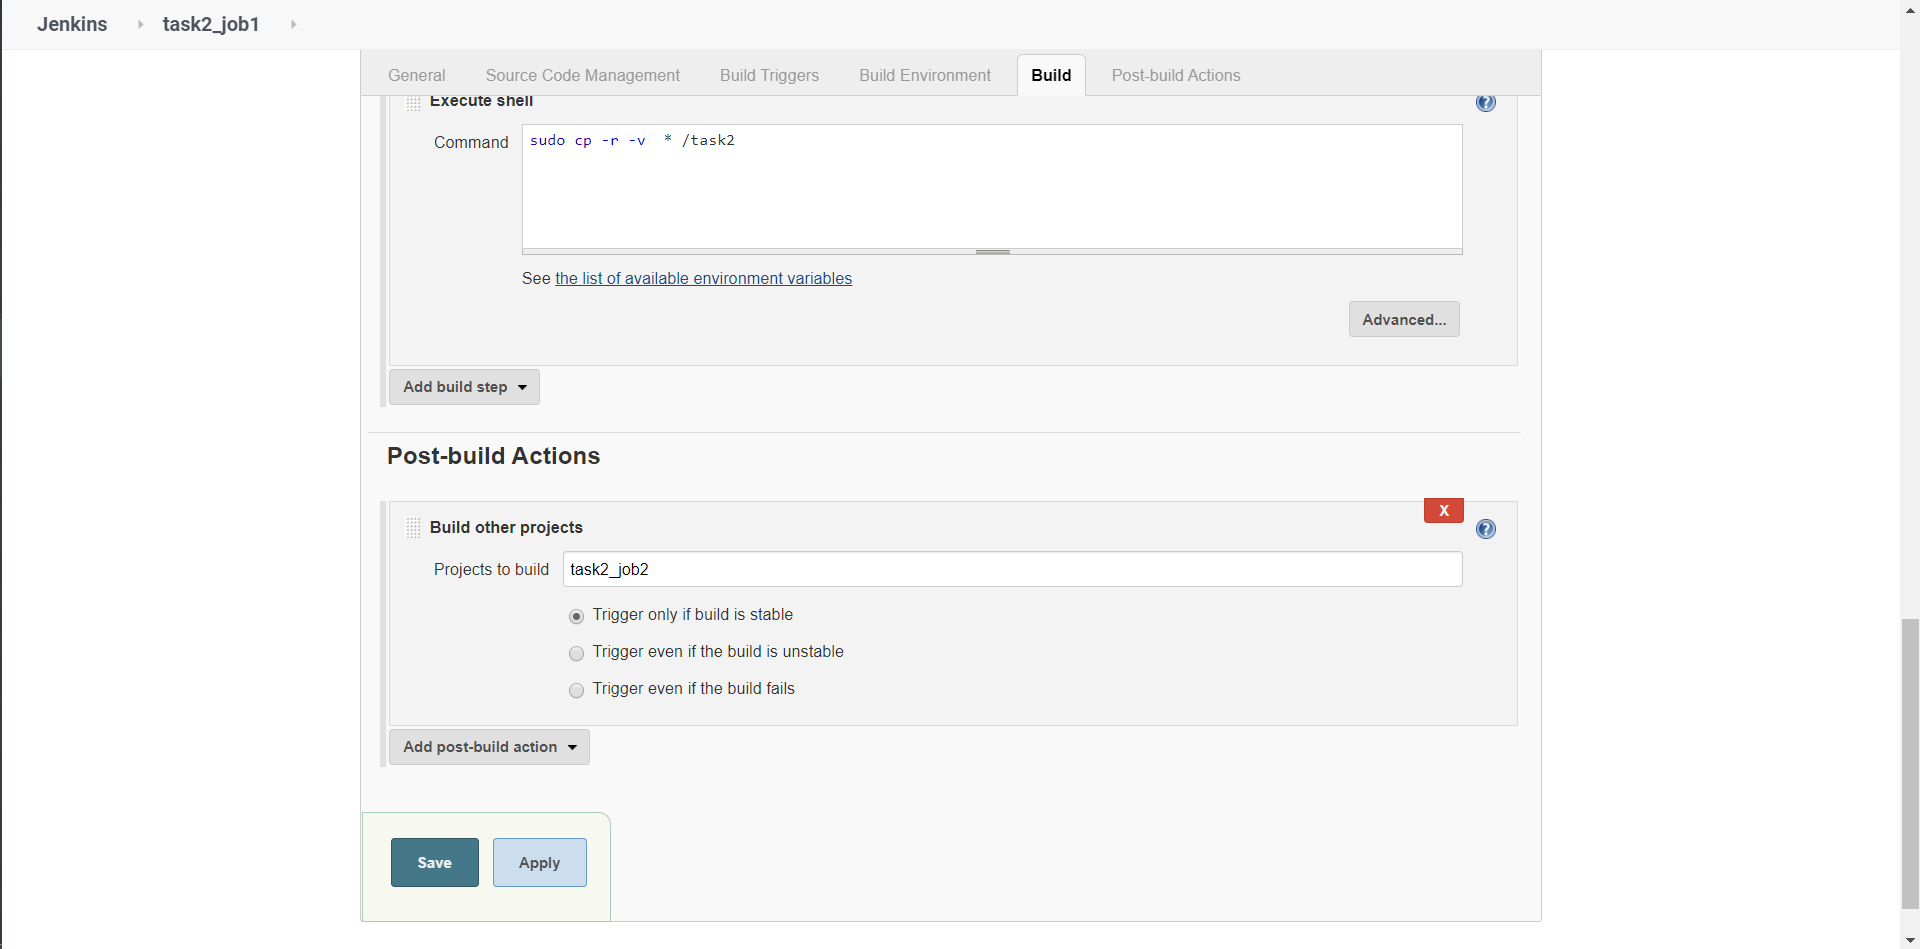 Jenkins task2_job1
General Source Code Management Build Triggers Build Environment Build Post-build Actions
Execute shell
?
Command
sudo cp -r -v  * /task2
See the list of available environment variables
Advanced...
Add build step
Post-build Actions
X
Build other projects
?
Projects to build task2_job2
Trigger only if build is stable
Trigger even if the build is unstable
Trigger even if the build fails
Add post-build action
Save Apply